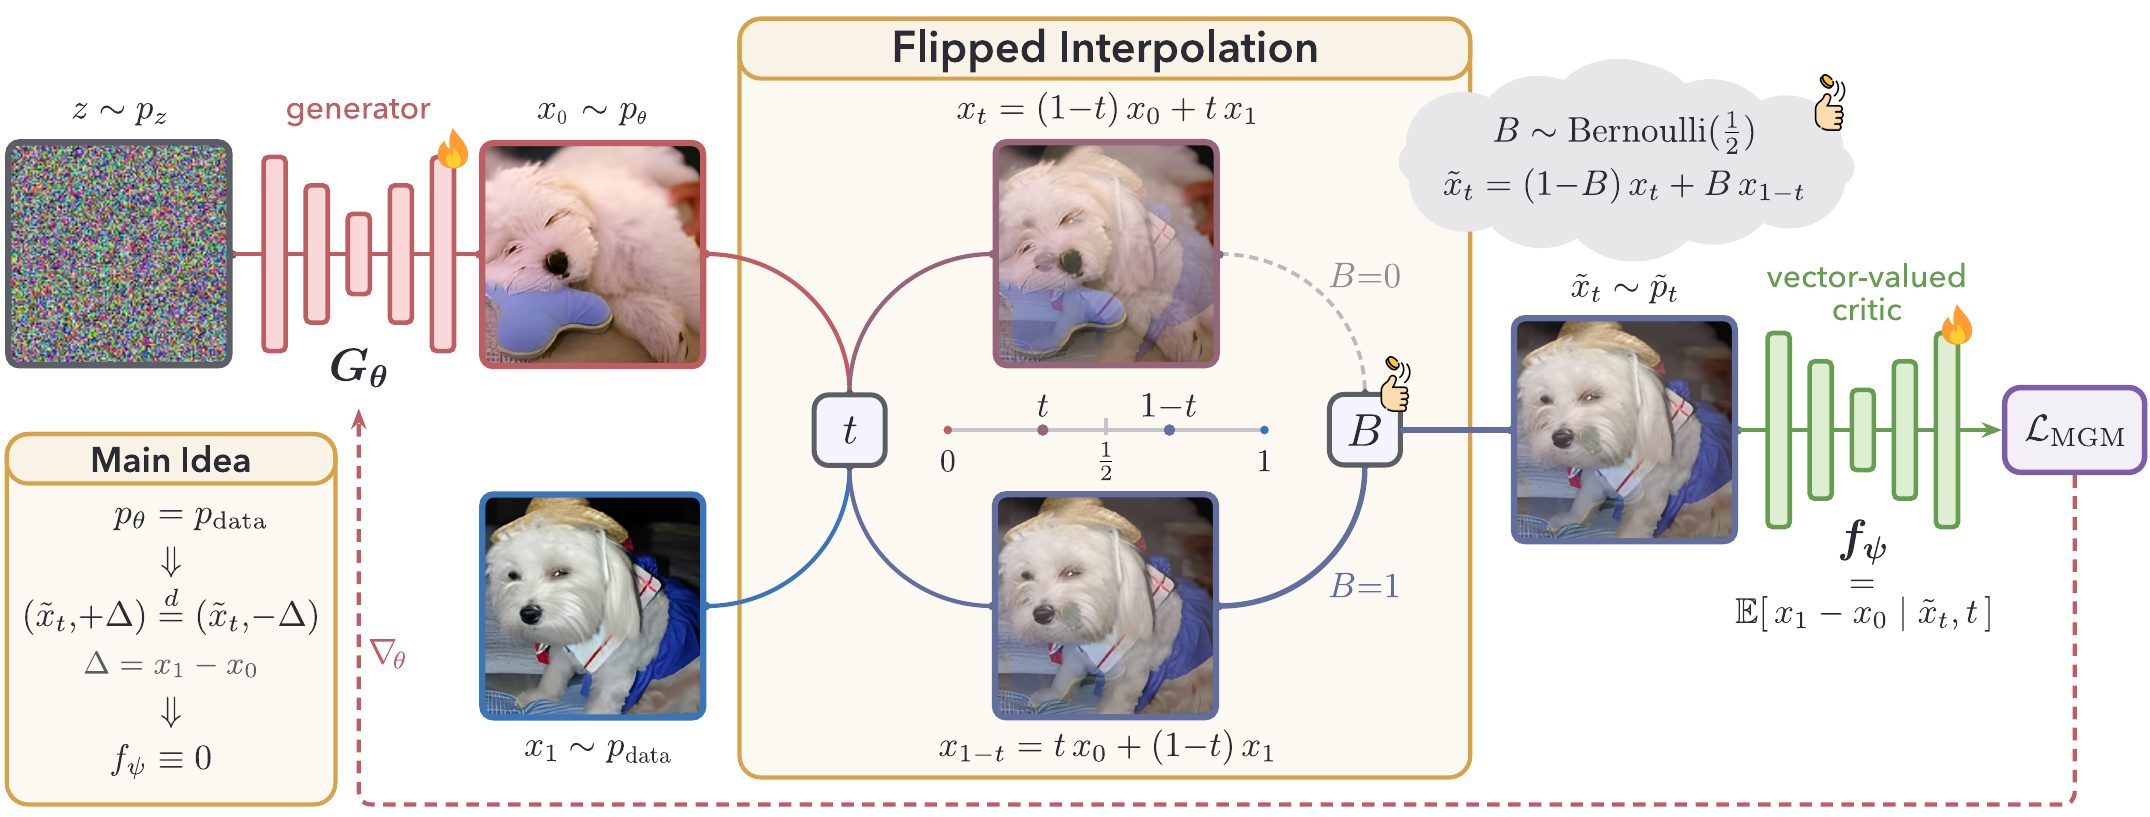 Flipped Interpolation
z ∼ p_z
generator
x_0 ∼ p_θ
G_θ
x_t = (1−t) x_0 + t x_1
B ∼ Bernoulli(1/2)
x̃_t = (1−B) x_t + B x_{1−t}
B=0
t
0
t
1/2
1−t
1
B
B=1
x_1 ∼ p_data
x_{1−t} = t x_0 + (1−t) x_1
x̃_t ∼ p̃_t
vector-valued
critic
f_ψ
=
𝔼[ x_1 − x_0 | x̃_t, t ]
ℒ_MGM
∇_θ
Main Idea
p_θ = p_data
⇓
(x̃_t,+Δ) =^d (x̃_t,−Δ)
Δ = x_1 − x_0
⇓
f_ψ ≡ 0